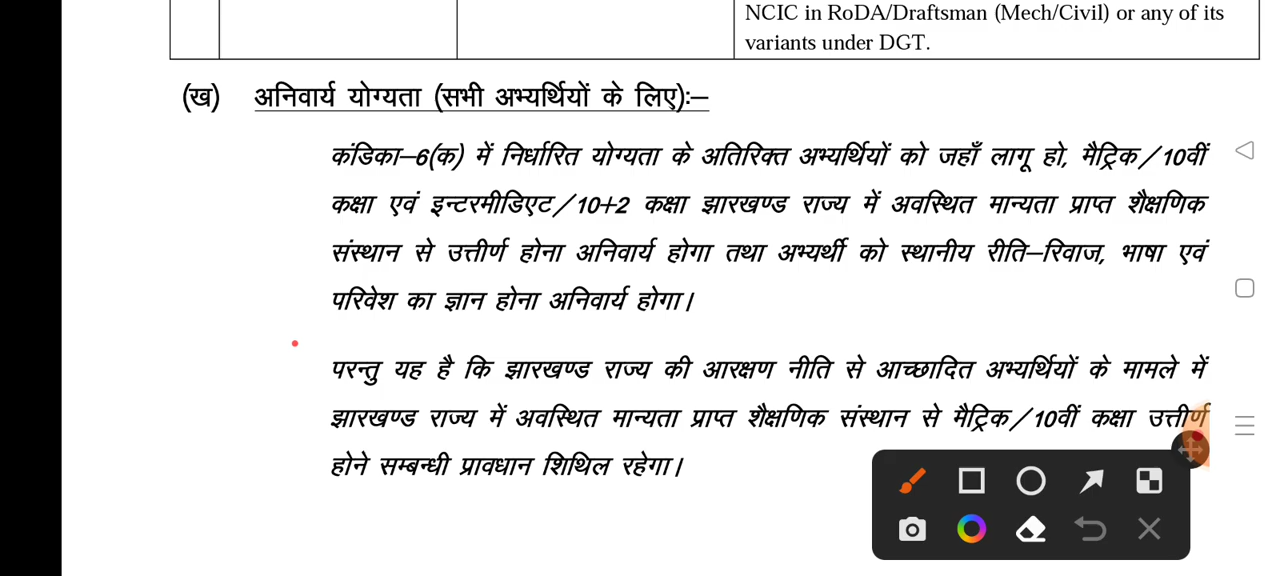 NCIC in RoDA/Draftsman (Mech/Civil) or any of its
variants under DGT.
(ख) अनिवार्य योग्यता (सभी अभ्यर्थियों के लिए):–
कंडिका–6(क) में निर्धारित योग्यता के अतिरिक्त अभ्यर्थियों को जहाँ लागू हो, मैट्रिक/10वीं
कक्षा एवं इन्टरमीडिएट/10+2 कक्षा झारखण्ड राज्य में अवस्थित मान्यता प्राप्त शैक्षणिक
संस्थान से उत्तीर्ण होना अनिवार्य होगा तथा अभ्यर्थी को स्थानीय रीति–रिवाज, भाषा एवं
परिवेश का ज्ञान होना अनिवार्य होगा।
परन्तु यह है कि झारखण्ड राज्य की आरक्षण नीति से आच्छादित अभ्यर्थियों के मामले में
झारखण्ड राज्य में अवस्थित मान्यता प्राप्त शैक्षणिक संस्थान से मैट्रिक/10वीं कक्षा उत्तीर्ण
होने सम्बन्धी प्रावधान शिथिल रहेगा।